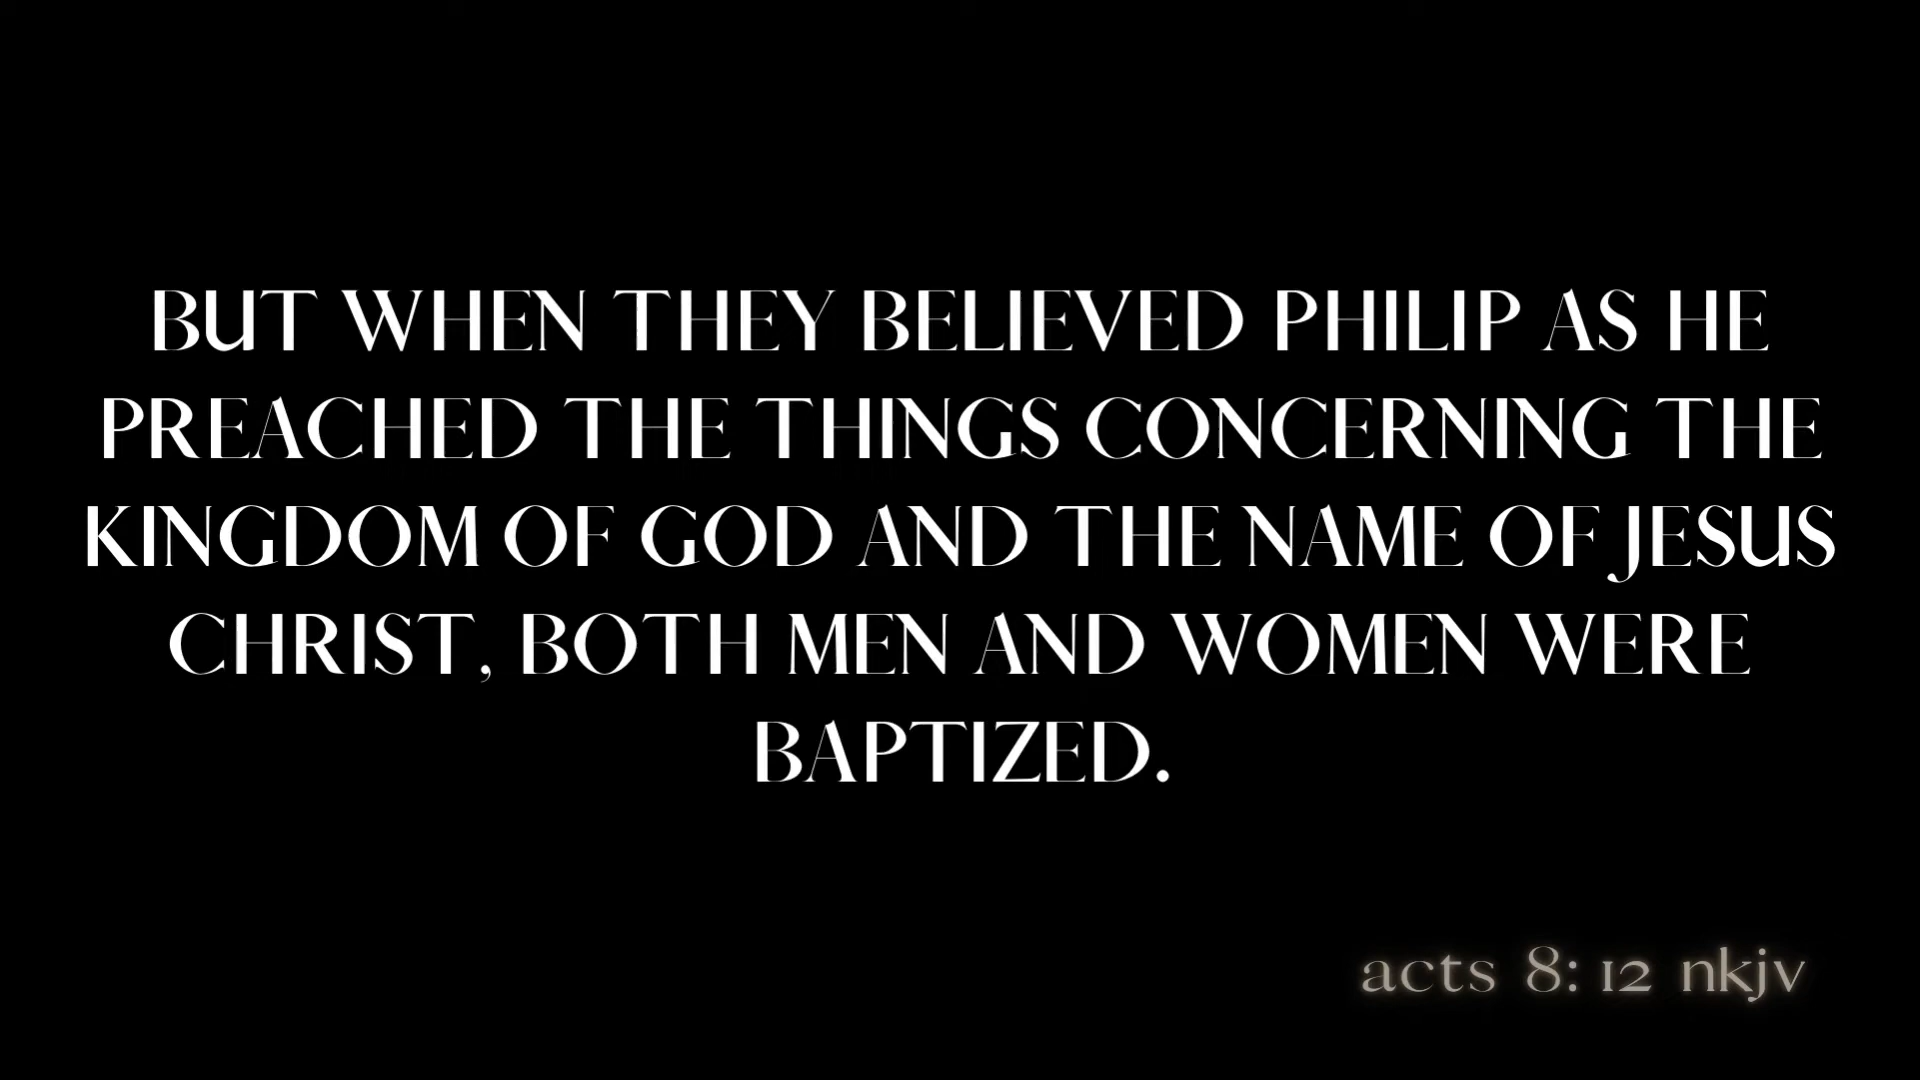 BUT WHEN THEY BELIEVED PHILIP AS HE
PREACHED THE THINGS CONCERNING THE
KINGDOM OF GOD AND THE NAME OF JESUS
CHRIST, BOTH MEN AND WOMEN WERE
BAPTIZED.
acts 8: 12 nkjv